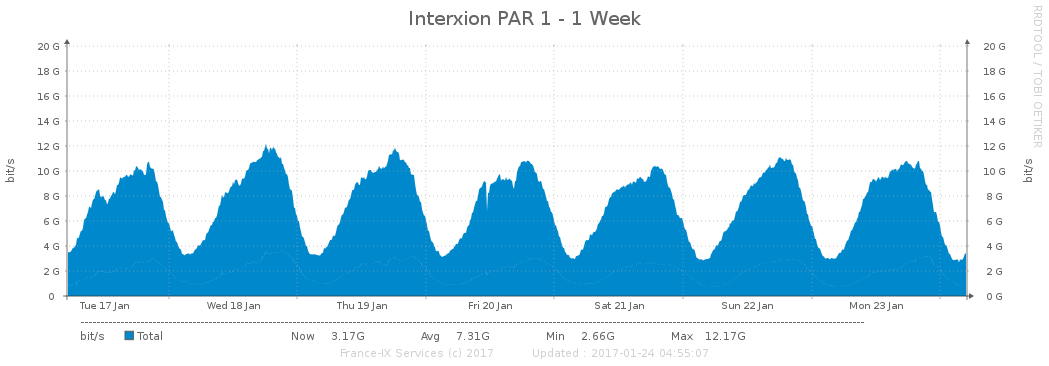 Interxion PAR 1 - 1 Week
RRDTOOL / TOBI OETIKER
20 G 20 G
18 G 18 G
16 G 16 G
14 G 14 G
12 G 12 G
10 G 10 G
8 G 8 G
6 G 6 G
4 G 4 G
2 G 2 G
0 0 G
bit/s
bit/s
Tue 17 Jan Wed 18 Jan Thu 19 Jan Fri 20 Jan Sat 21 Jan Sun 22 Jan Mon 23 Jan
bit/s Total Now 3.17G Avg 7.31G Min 2.66G Max 12.17G
France-IX Services (c) 2017 Updated : 2017-01-24 04:55:07